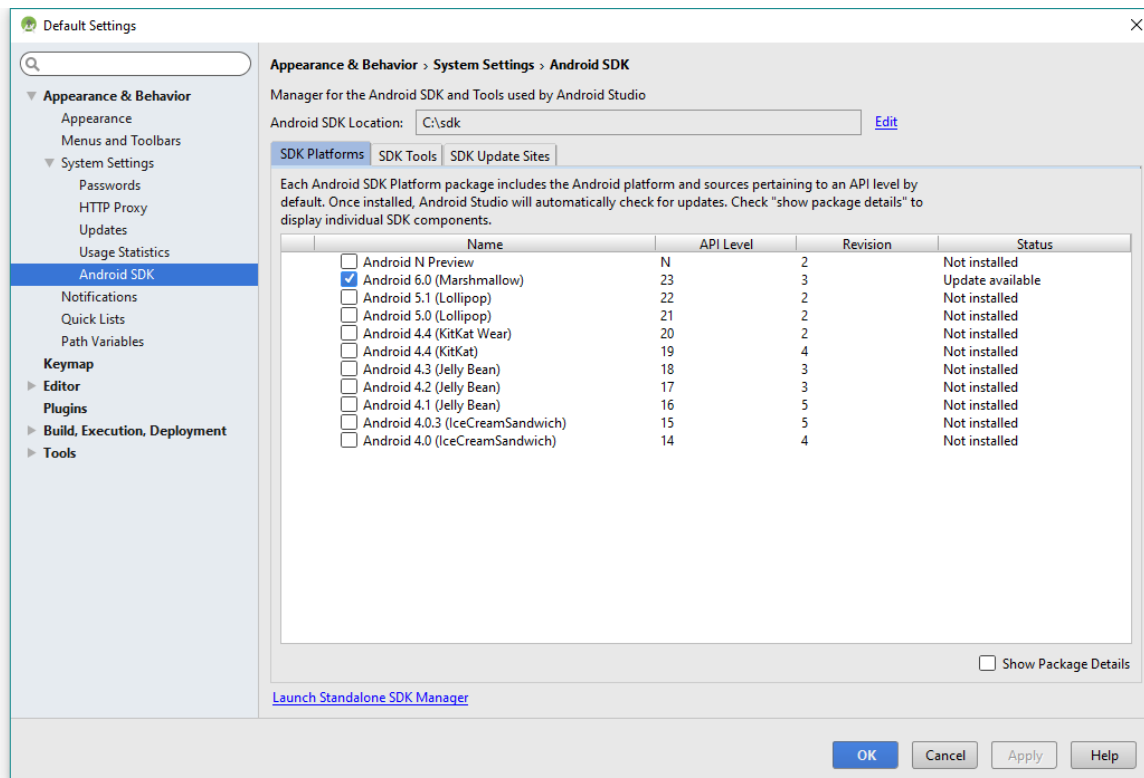 Default Settings
Appearance & Behavior › System Settings › Android SDK
Manager for the Android SDK and Tools used by Android Studio
Android SDK Location: C:\sdk Edit
Appearance & Behavior
Appearance
Menus and Toolbars
System Settings
Passwords
HTTP Proxy
Updates
Usage Statistics
Android SDK
Notifications
Quick Lists
Path Variables
Keymap
Editor
Plugins
Build, Execution, Deployment
Tools
SDK Platforms SDK Tools SDK Update Sites
Each Android SDK Platform package includes the Android platform and sources pertaining to an API level by
default. Once installed, Android Studio will automatically check for updates. Check "show package details" to
display individual SDK components.
Name API Level Revision Status
Android N Preview N 2 Not installed
Android 6.0 (Marshmallow) 23 3 Update available
Android 5.1 (Lollipop) 22 2 Not installed
Android 5.0 (Lollipop) 21 2 Not installed
Android 4.4 (KitKat Wear) 20 2 Not installed
Android 4.4 (KitKat) 19 4 Not installed
Android 4.3 (Jelly Bean) 18 3 Not installed
Android 4.2 (Jelly Bean) 17 3 Not installed
Android 4.1 (Jelly Bean) 16 5 Not installed
Android 4.0.3 (IceCreamSandwich) 15 5 Not installed
Android 4.0 (IceCreamSandwich) 14 4 Not installed
Show Package Details
Launch Standalone SDK Manager
OK Cancel Apply Help